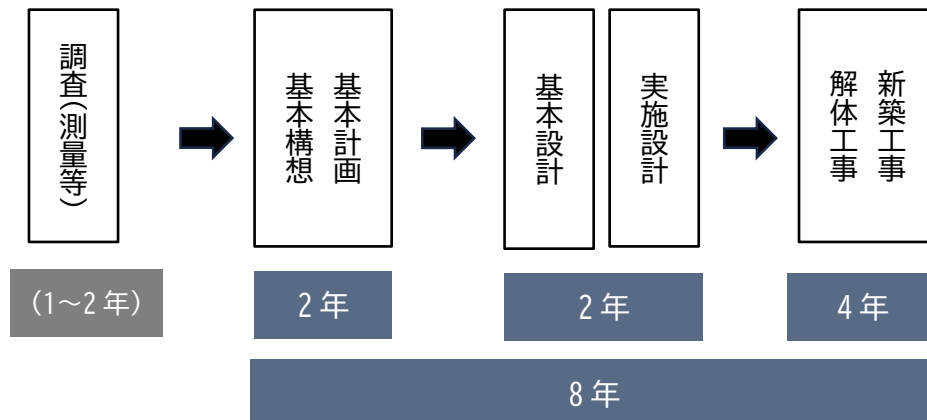 調査(測量等)
基本計画
基本構想
基本設計
実施設計
新築工事
解体工事
(1～2年)
2年
2年
4年
8年